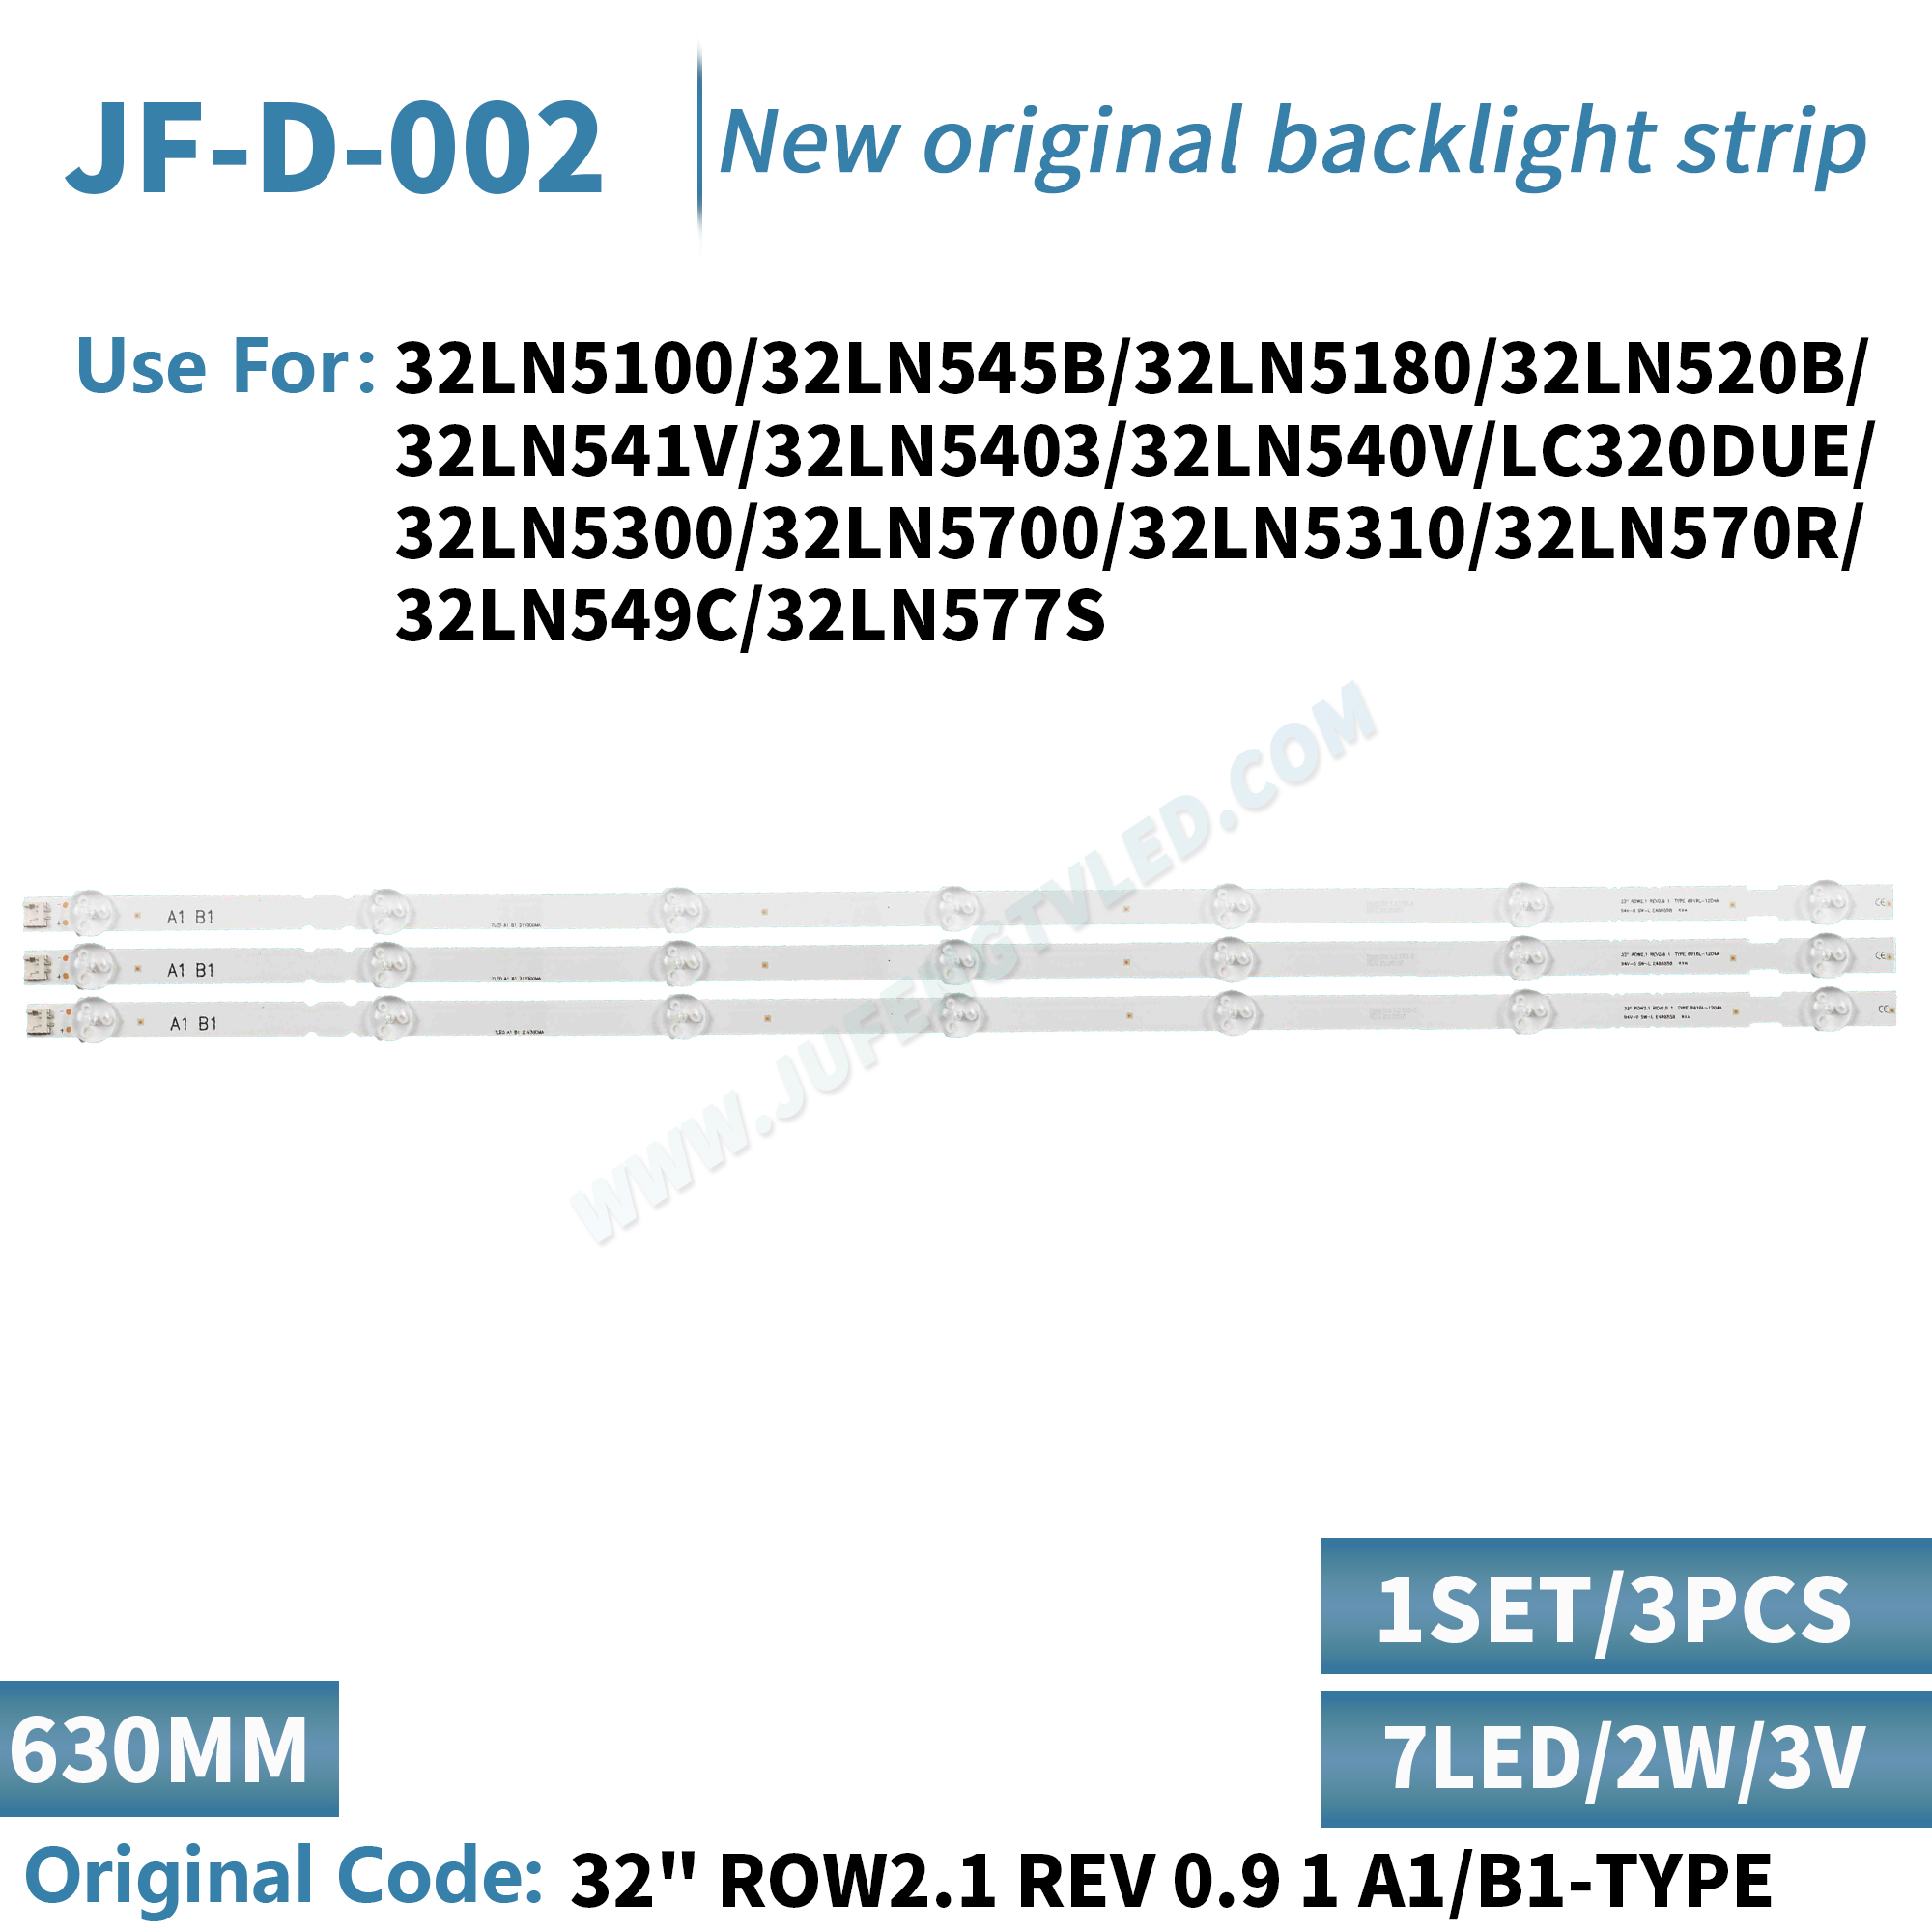 JF-D-002
New original backlight strip
Use For: 32LN5100/32LN545B/32LN5180/32LN520B/
32LN541V/32LN5403/32LN540V/LC320DUE/
32LN5300/32LN5700/32LN5310/32LN570R/
32LN549C/32LN577S
WWW.JUFENGTVLED.COM
A1 B1
A1 B1
A1 B1
1SET/3PCS
7LED/2W/3V
630MM
Original Code: 32" ROW2.1 REV 0.9 1 A1/B1-TYPE